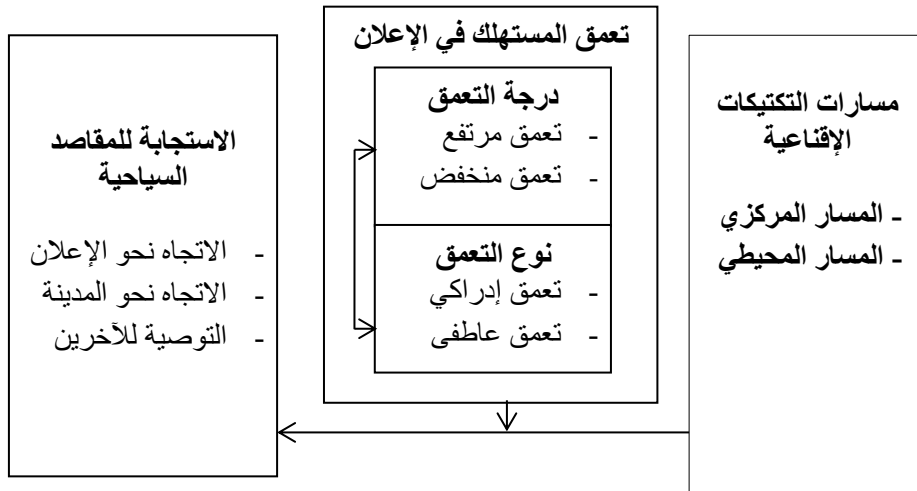 مسارات التكتيكات
الإقناعية
- المسار المركزي
- المسار المحيطي
تعمق المستهلك في الإعلان
درجة التعمق
- تعمق مرتفع
- تعمق منخفض
نوع التعمق
- تعمق إدراكي
- تعمق عاطفى
الاستجابة للمقاصد
السياحية
- الاتجاه نحو الإعلان
- الاتجاه نحو المدينة
- التوصية للآخرين